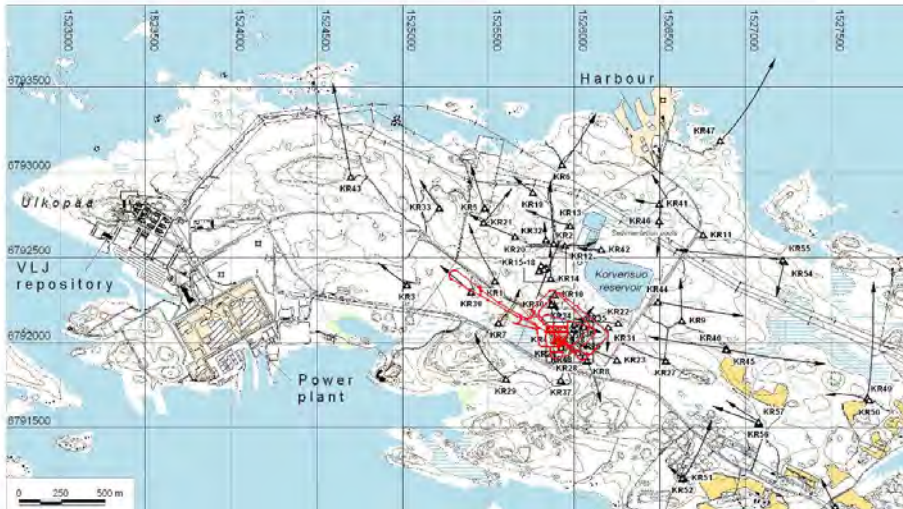 1523000
1523500
1524000
1524500
1525000
1525500
1526000
1526500
1527000
1527500
Harbour
6793500
KR47
6793000
KR6
KR43
Ulkopää
KR33
KR5
KR19
KR41
KR21
KR13
KR40
KR32
KR2
KR11
KR20
KR12
KR42
6792500
KR55
VLJ
repository
KR15-18
KR54
KR14
Korvensuo
reservoir
KR3
KR1
KR39
KR16
KR44
KR7
KR22
KR9
KR31
6792000
KR46
KR23
KR27
KR45
KR8
KR28
Power
plant
KR29
KR37
KR49
KR50
KR57
6791500
KR56
KR51
KR52
0 250 500 m